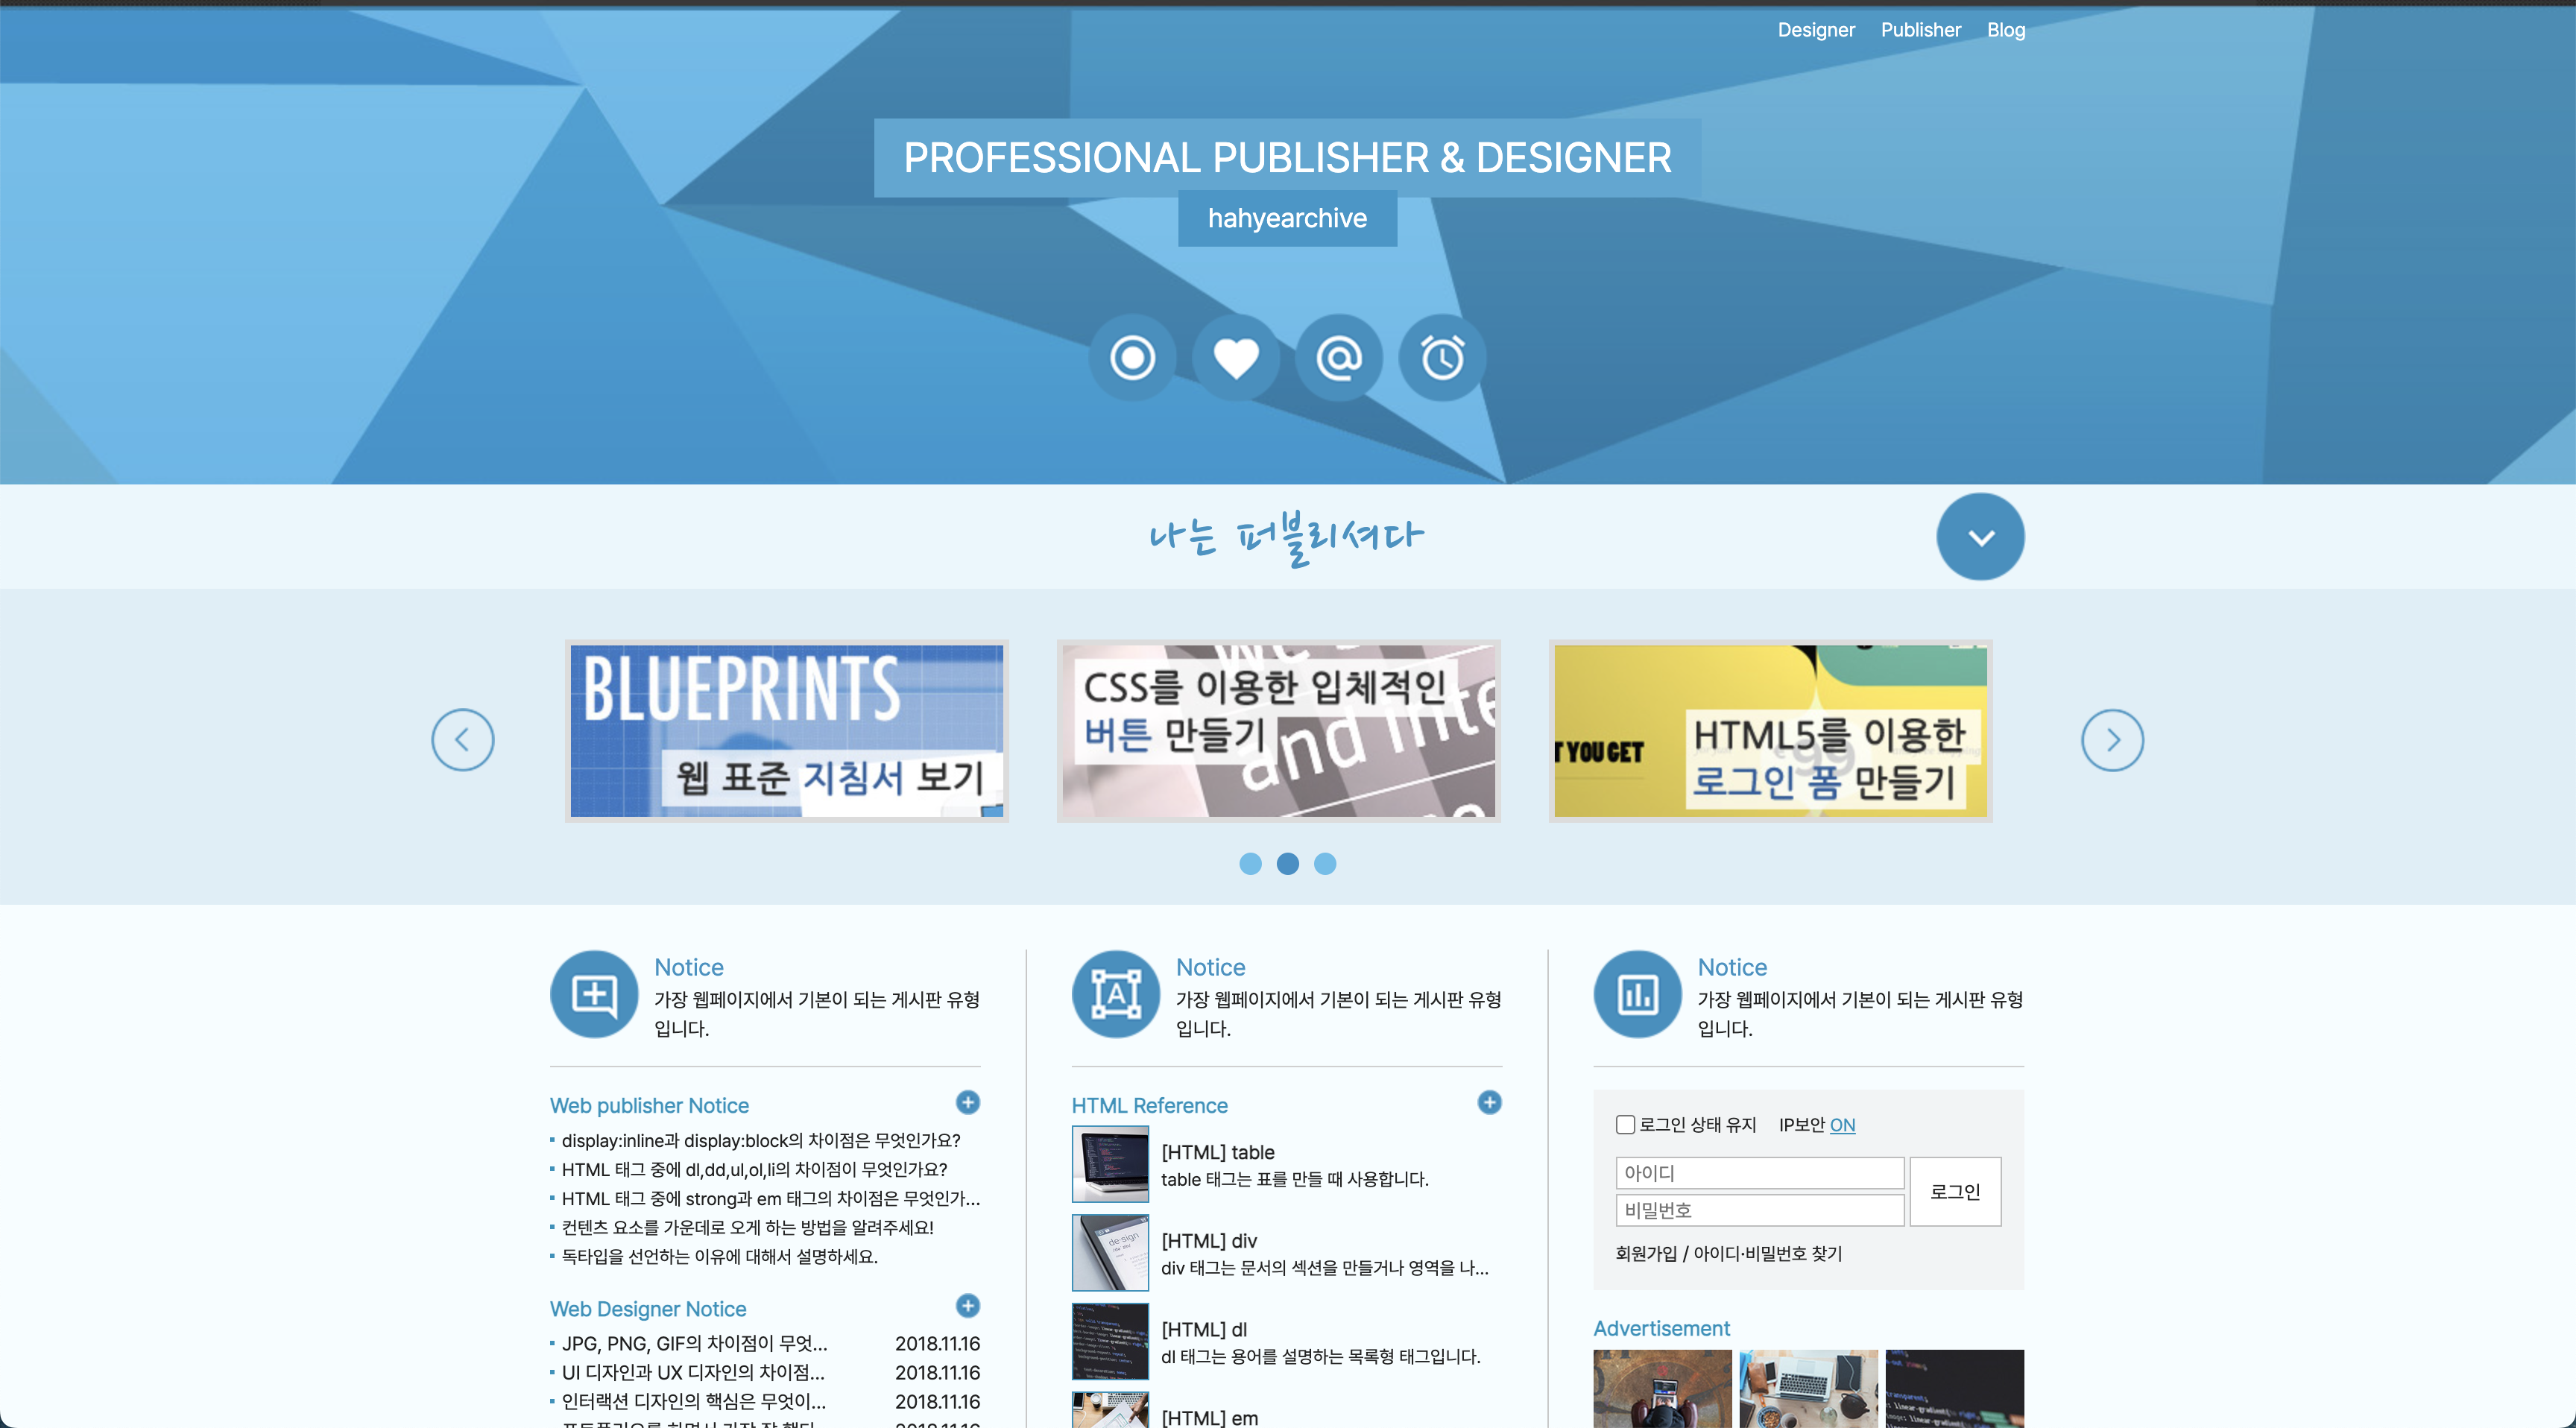 Designer Publisher Blog
PROFESSIONAL PUBLISHER & DESIGNER
hahyearchive
나는 퍼블리셔다
BLUEPRINTS
웹 표준 지침서 보기
CSS를 이용한 입체적인
버튼 만들기
and inte
T YOU GET
HTML5를 이용한
로그인 폼 만들기
Notice
가장 웹페이지에서 기본이 되는 게시판 유형
입니다.
Web publisher Notice
display:inline과 display:block의 차이점은 무엇인가요?
HTML 태그 중에 dl,dd,ul,ol,li의 차이점이 무엇인가요?
HTML 태그 중에 strong과 em 태그의 차이점은 무엇인가...
컨텐츠 요소를 가운데로 오게 하는 방법을 알려주세요!
독타입을 선언하는 이유에 대해서 설명하세요.
Web Designer Notice
JPG, PNG, GIF의 차이점이 무엇... 2018.11.16
UI 디자인과 UX 디자인의 차이점... 2018.11.16
인터랙션 디자인의 핵심은 무엇이... 2018.11.16
Notice
가장 웹페이지에서 기본이 되는 게시판 유형
입니다.
HTML Reference
[HTML] table
table 태그는 표를 만들 때 사용합니다.
[HTML] div
div 태그는 문서의 섹션을 만들거나 영역을 나...
[HTML] dl
dl 태그는 용어를 설명하는 목록형 태그입니다.
[HTML] em
Notice
가장 웹페이지에서 기본이 되는 게시판 유형
입니다.
로그인 상태 유지 IP보안 ON
아이디
비밀번호
로그인
회원가입 / 아이디·비밀번호 찾기
Advertisement